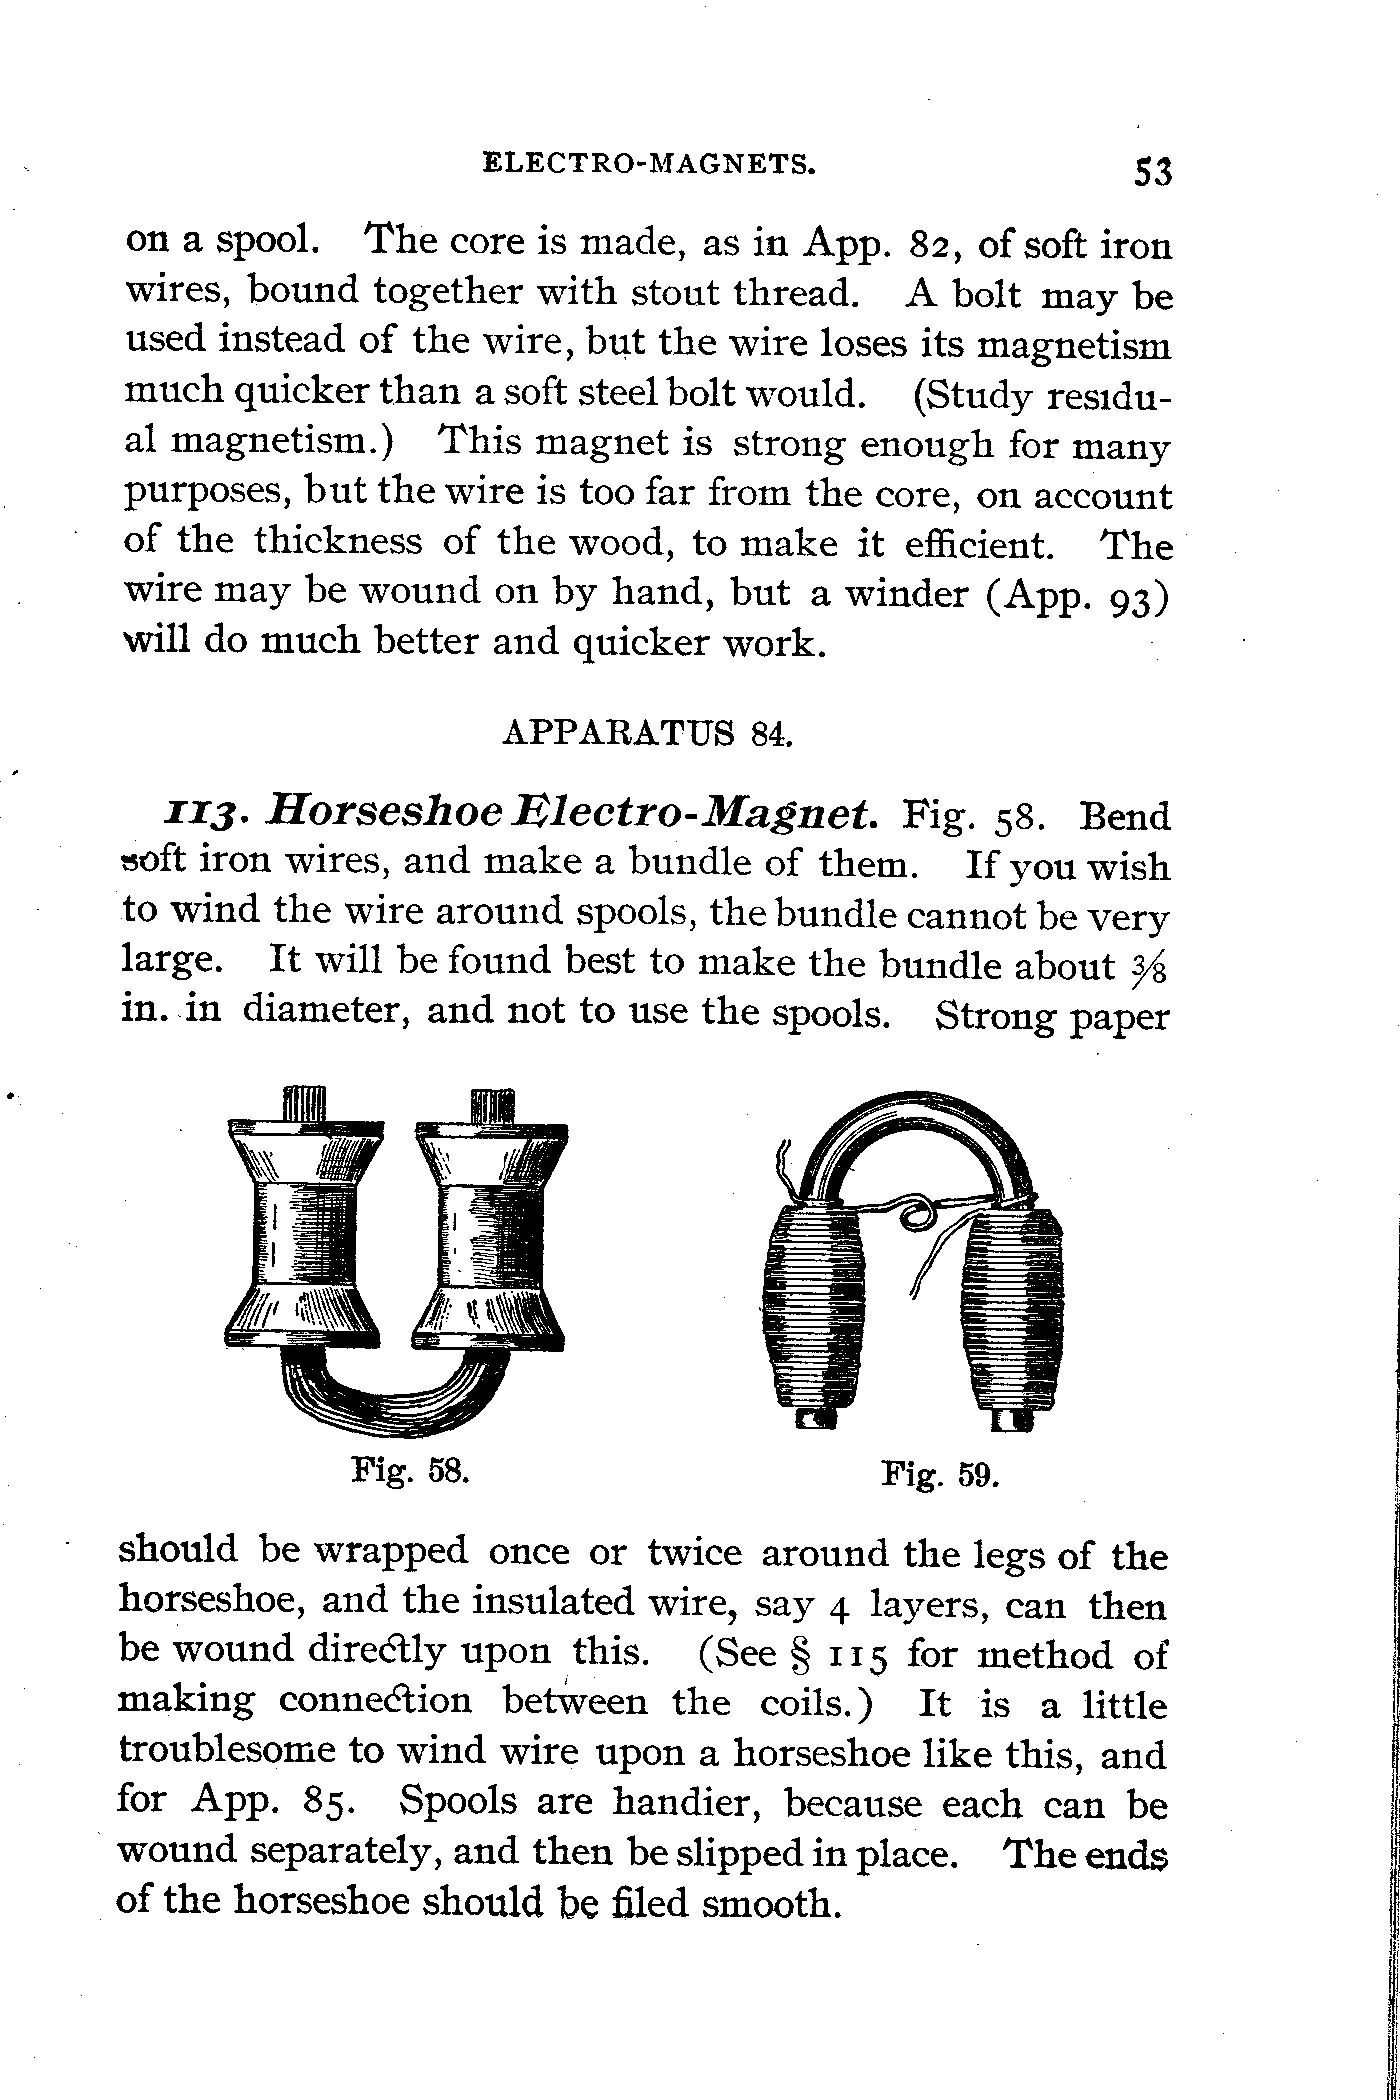 ELECTRO-MAGNETS. 53
on a spool. The core is made, as in App. 82, of soft iron
wires, bound together with stout thread. A bolt may be
used instead of the wire, but the wire loses its magnetism
much quicker than a soft steel bolt would. (Study residu-
al magnetism.) This magnet is strong enough for many
purposes, but the wire is too far from the core, on account
of the thickness of the wood, to make it efficient. The
wire may be wound on by hand, but a winder (App. 93)
will do much better and quicker work.
APPARATUS 84.
113. Horseshoe Electro-Magnet. Fig. 58. Bend
soft iron wires, and make a bundle of them. If you wish
to wind the wire around spools, the bundle cannot be very
large. It will be found best to make the bundle about ⅜
in. in diameter, and not to use the spools. Strong paper
Fig. 58.
Fig. 59.
should be wrapped once or twice around the legs of the
horseshoe, and the insulated wire, say 4 layers, can then
be wound directly upon this. (See § 115 for method of
making connection between the coils.) It is a little
troublesome to wind wire upon a horseshoe like this, and
for App. 85. Spools are handier, because each can be
wound separately, and then be slipped in place. The ends
of the horseshoe should be filed smooth.